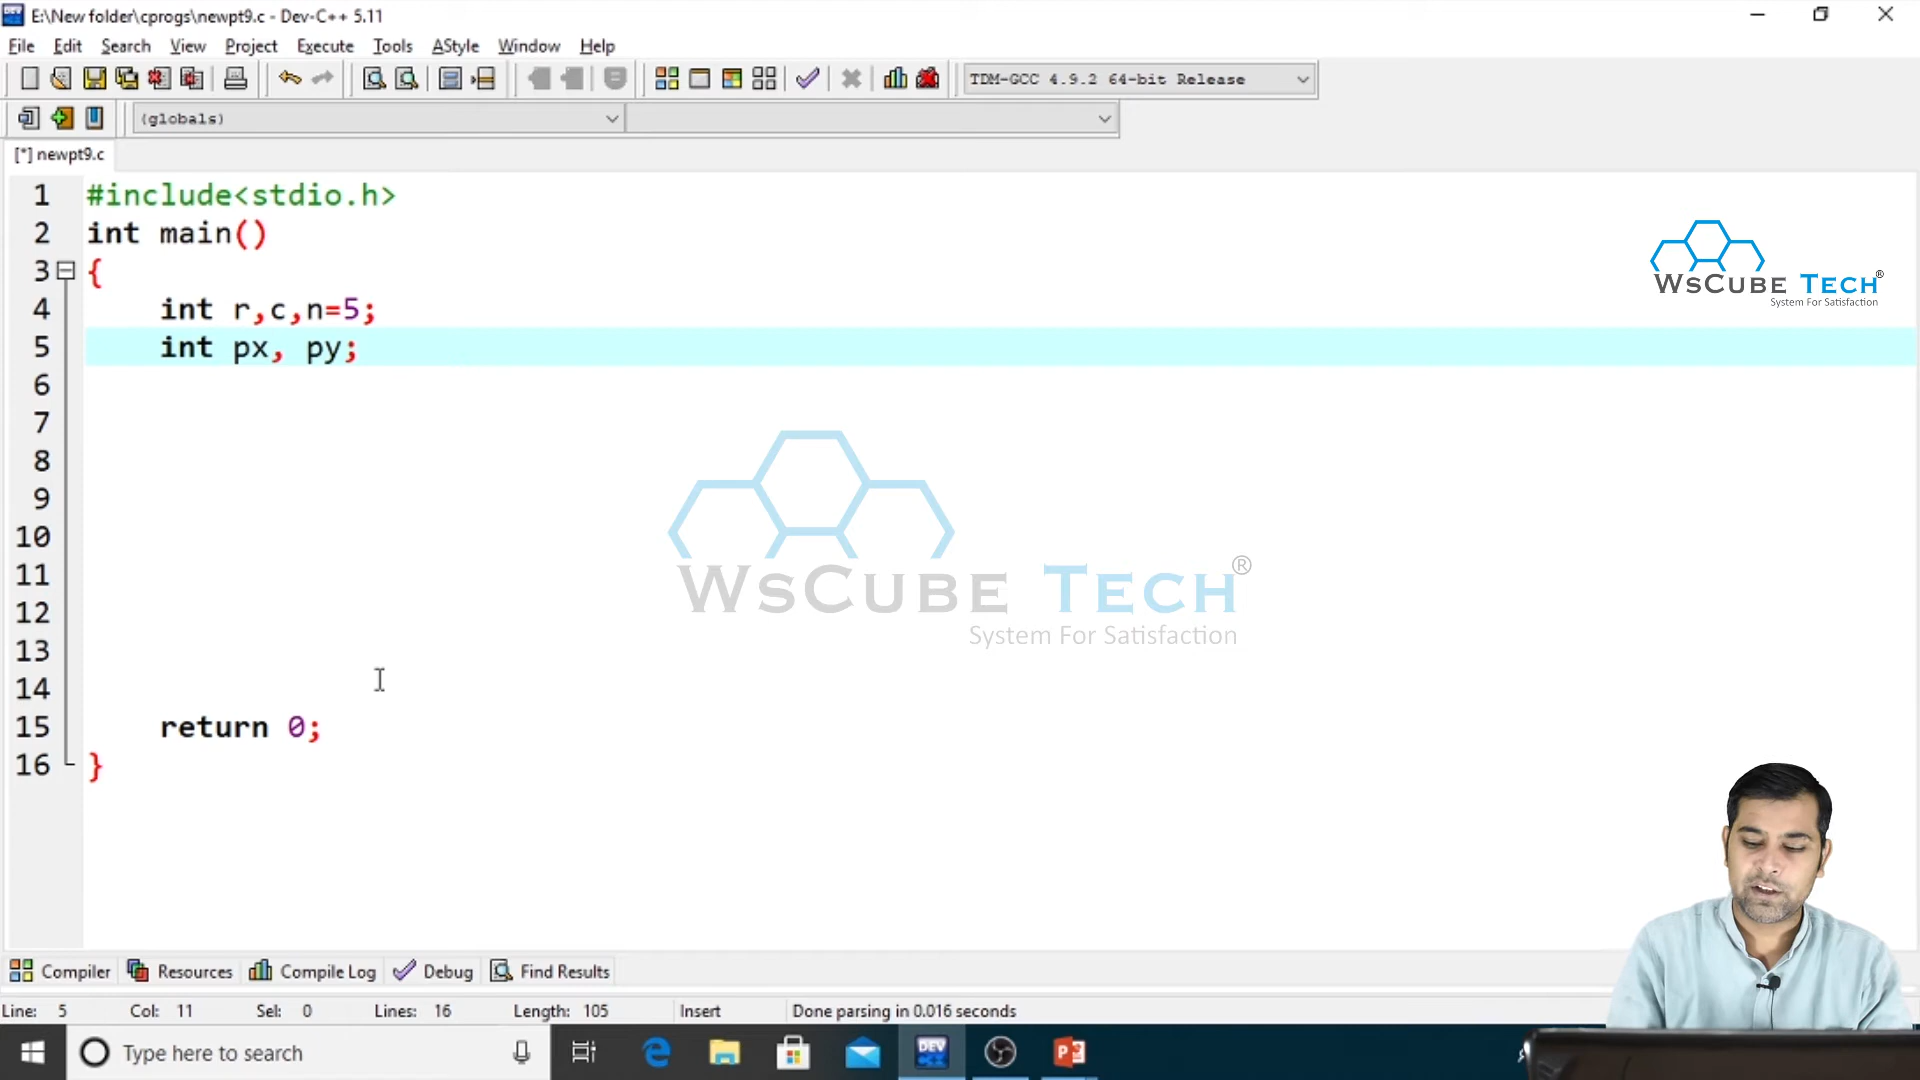 E:\New folder\cprogs\newpt9.c - Dev-C++ 5.11
File Edit Search View Project Execute Tools AStyle Window Help
TDM-GCC 4.9.2 64-bit Release
(globals)
[*] newpt9.c
1 #include<stdio.h>
2 int main()
3 {
4 int r,c,n=5;
5 int px, py;
6
7
8
9
10
11
12
13
14
15 return 0;
16 }
WsCube Tech®
System For Satisfaction
WsCube Tech®
System For Satisfaction
Compiler Resources Compile Log Debug Find Results
Line: 5 Col: 11 Sel: 0 Lines: 16 Length: 105 Insert Done parsing in 0.016 seconds
Type here to search
DEV
P